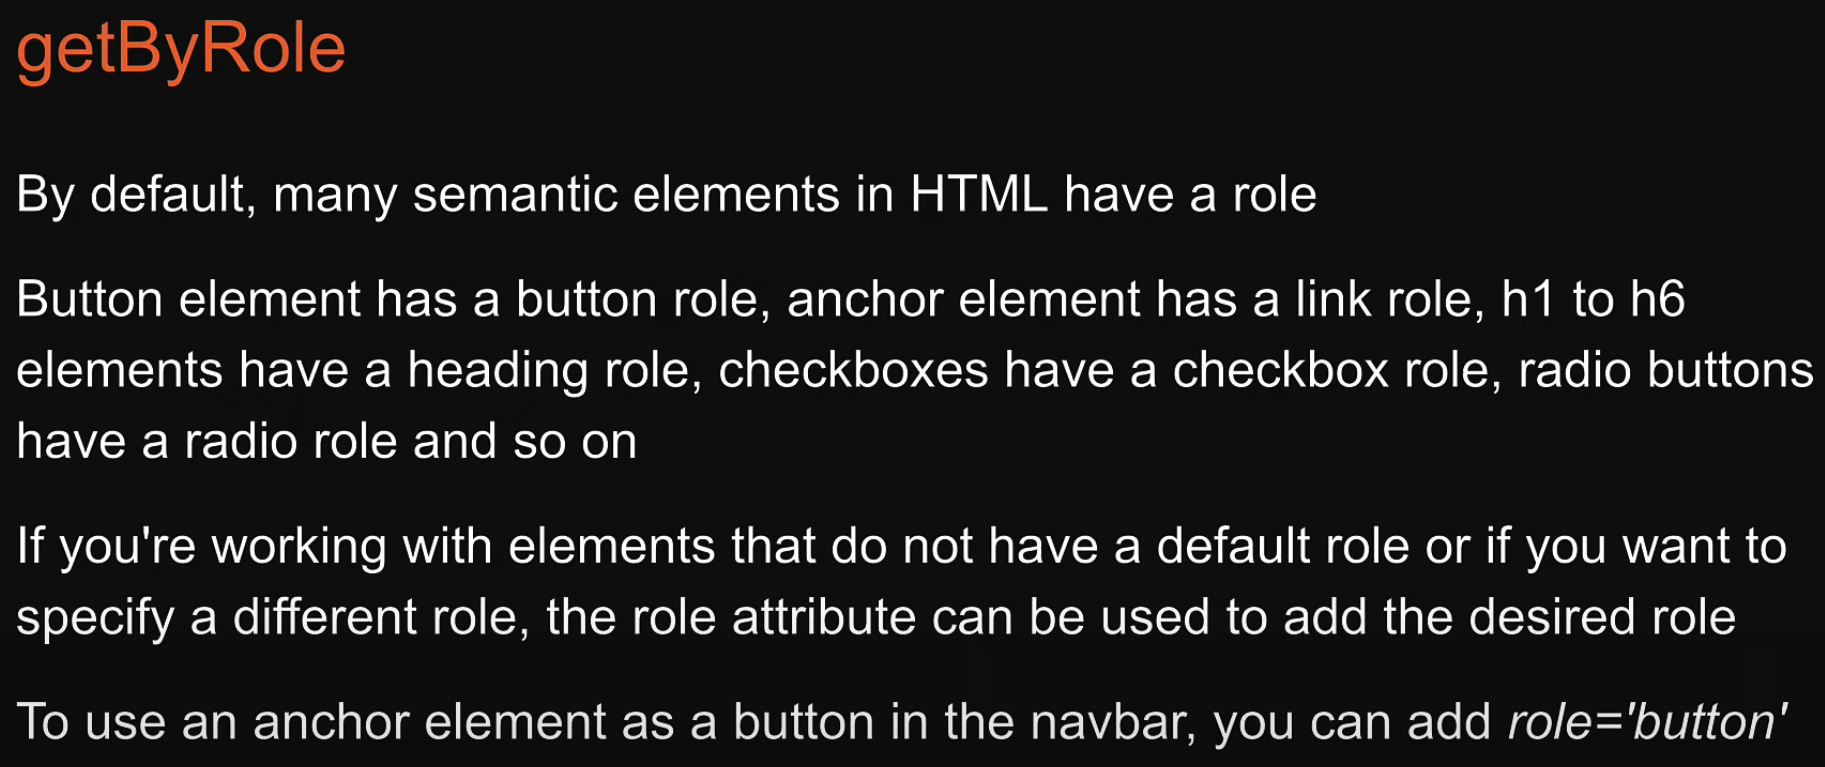 getByRole
By default, many semantic elements in HTML have a role
Button element has a button role, anchor element has a link role, h1 to h6
elements have a heading role, checkboxes have a checkbox role, radio buttons
have a radio role and so on
If you're working with elements that do not have a default role or if you want to
specify a different role, the role attribute can be used to add the desired role
To use an anchor element as a button in the navbar, you can add role='button'